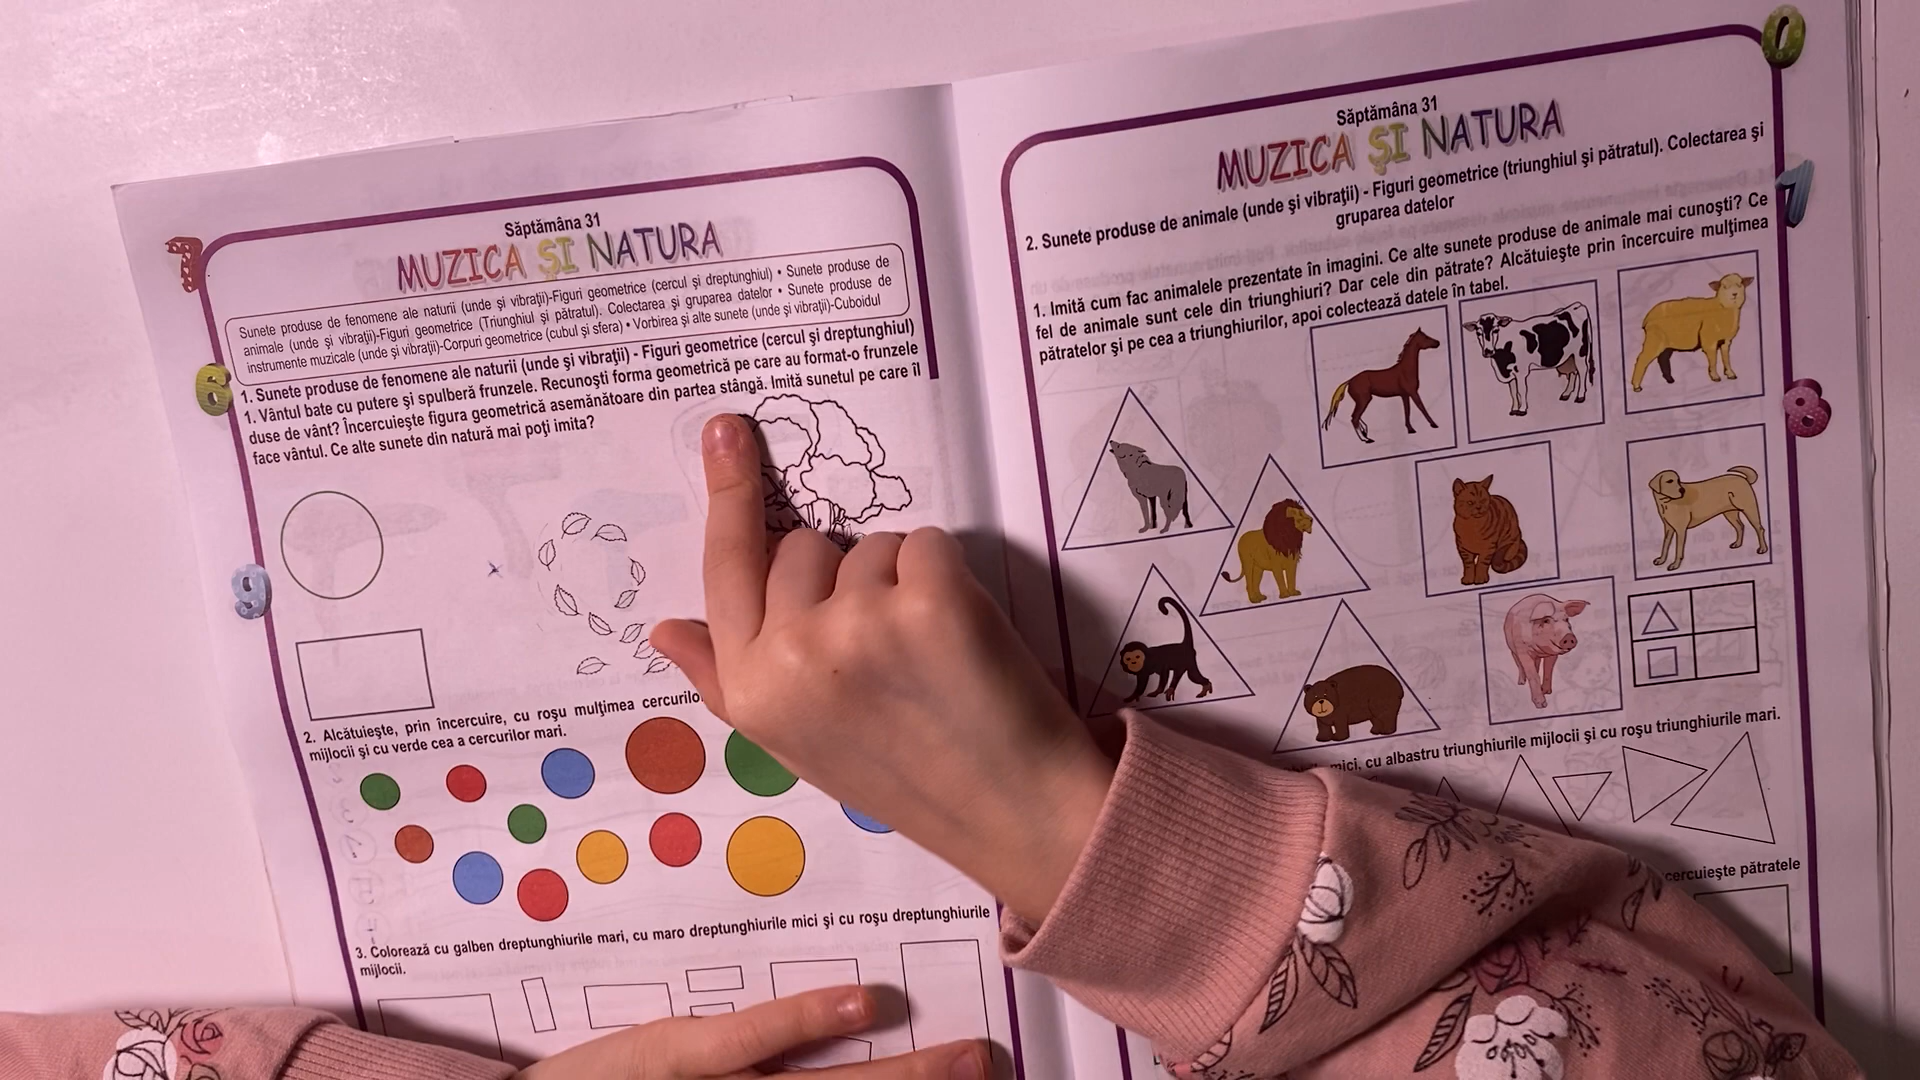 Săptămâna 31
MUZICA ŞI NATURA
Sunete produse de fenomene ale naturii (unde şi vibraţii)-Figuri geometrice (cercul şi dreptunghiul) • Sunete produse de
animale (unde şi vibraţii)-Figuri geometrice (Triunghiul şi pătratul). Colectarea şi gruparea datelor • Sunete produse de
instrumente muzicale (unde şi vibraţii)-Corpuri geometrice (cubul şi sfera) • Vorbirea şi alte sunete (unde şi vibraţii)-Cuboidul
1. Sunete produse de fenomene ale naturii (unde şi vibraţii) - Figuri geometrice (cercul şi dreptunghiul)
1. Vântul bate cu putere şi spulberă frunzele. Recunoşti forma geometrică pe care au format-o frunzele
duse de vânt? Încercuieşte figura geometrică asemănătoare din partea stângă. Imită sunetul pe care îl
face vântul. Ce alte sunete din natură mai poţi imita?
2. Alcătuieşte, prin încercuire, cu roşu mulţimea cercurilo
mijlocii şi cu verde cea a cercurilor mari.
3. Colorează cu galben dreptunghiurile mari, cu maro dreptunghiurile mici şi cu roşu dreptunghiurile
mijlocii.
7
6
9
Săptămâna 31
MUZICA ŞI NATURA
2. Sunete produse de animale (unde şi vibraţii) - Figuri geometrice (triunghiul şi pătratul). Colectarea şi
gruparea datelor
1. Imită cum fac animalele prezentate în imagini. Ce alte sunete produse de animale mai cunoşti? Ce
fel de animale sunt cele din triunghiuri? Dar cele din pătrate? Alcătuieşte prin încercuire mulţimea
pătratelor şi pe cea a triunghiurilor, apoi colectează datele în tabel.
mici, cu albastru triunghiurile mijlocii şi cu roşu triunghiurile mari.
cercuieşte pătratele
0
1
8